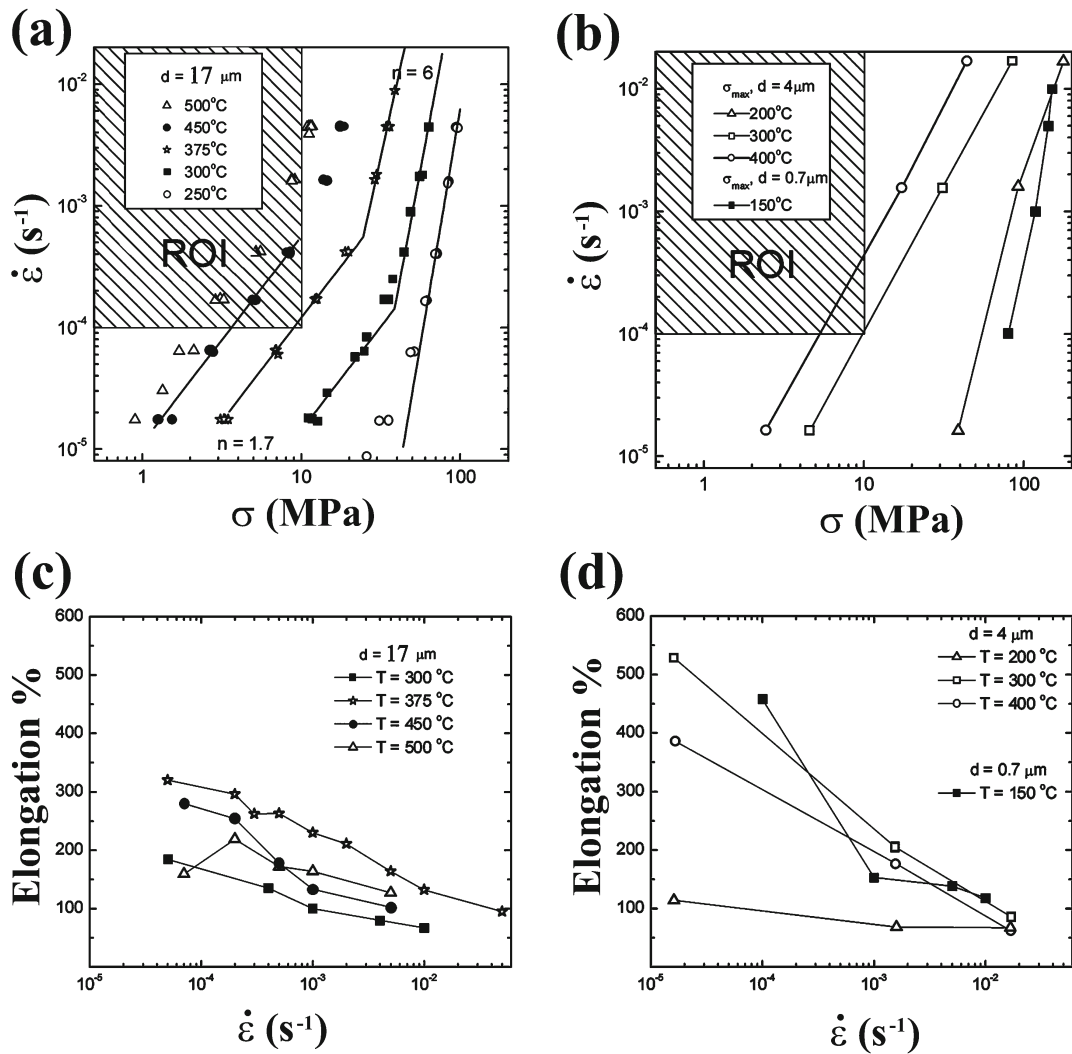 (a)
10⁻²
10⁻³
10⁻⁴
10⁻⁵
ε̇ (s⁻¹)
d = 17 μm
500°C
450°C
375°C
300°C
250°C
ROI
n = 6
n = 1.7
1
10
100
σ (MPa)
(b)
10⁻²
10⁻³
10⁻⁴
10⁻⁵
ε̇ (s⁻¹)
σmax, d = 4μm
200°C
300°C
400°C
σmax, d = 0.7μm
150°C
ROI
1
10
100
σ (MPa)
(c)
600
500
400
300
200
100
Elongation %
d = 17 μm
T = 300 °C
T = 375 °C
T = 450 °C
T = 500 °C
10⁻⁵
10⁻⁴
10⁻³
10⁻²
ε̇ (s⁻¹)
(d)
600
500
400
300
200
100
Elongation %
d = 4 μm
T = 200 °C
T = 300 °C
T = 400 °C
d = 0.7 μm
T = 150 °C
10⁻⁵
10⁻⁴
10⁻³
10⁻²
ε̇ (s⁻¹)